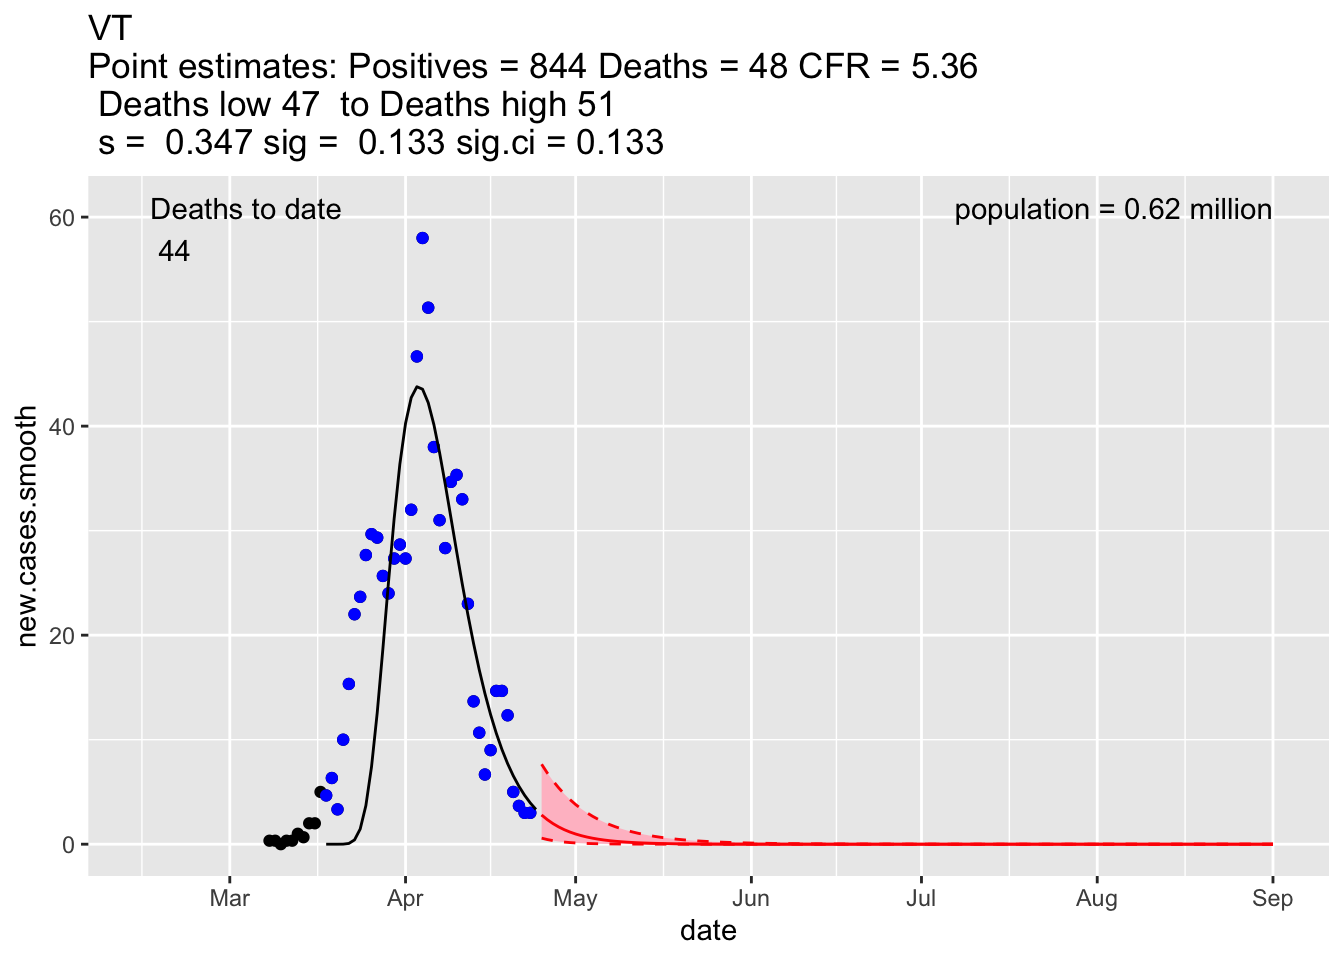 VT
Point estimates: Positives = 844 Deaths = 48 CFR = 5.36
Deaths low 47  to Deaths high 51
s =  0.347 sig =  0.133 sig.ci = 0.133
Deaths to date
44
population = 0.62 million
60
40
20
0
new.cases.smooth
Mar Apr May Jun Jul Aug Sep
date